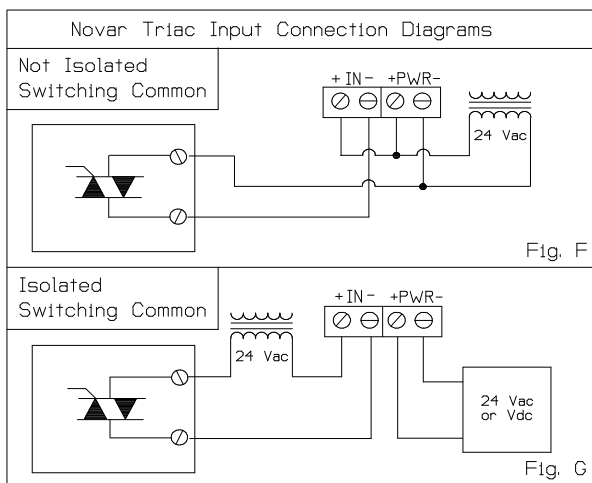 Novar Triac Input Connection Diagrams
Not Isolated
Switching Common
+ IN - +PWR-
24 Vac
Fig. F
Isolated
Switching Common
+ IN - +PWR-
24 Vac
24 Vac
or Vdc
Fig. G